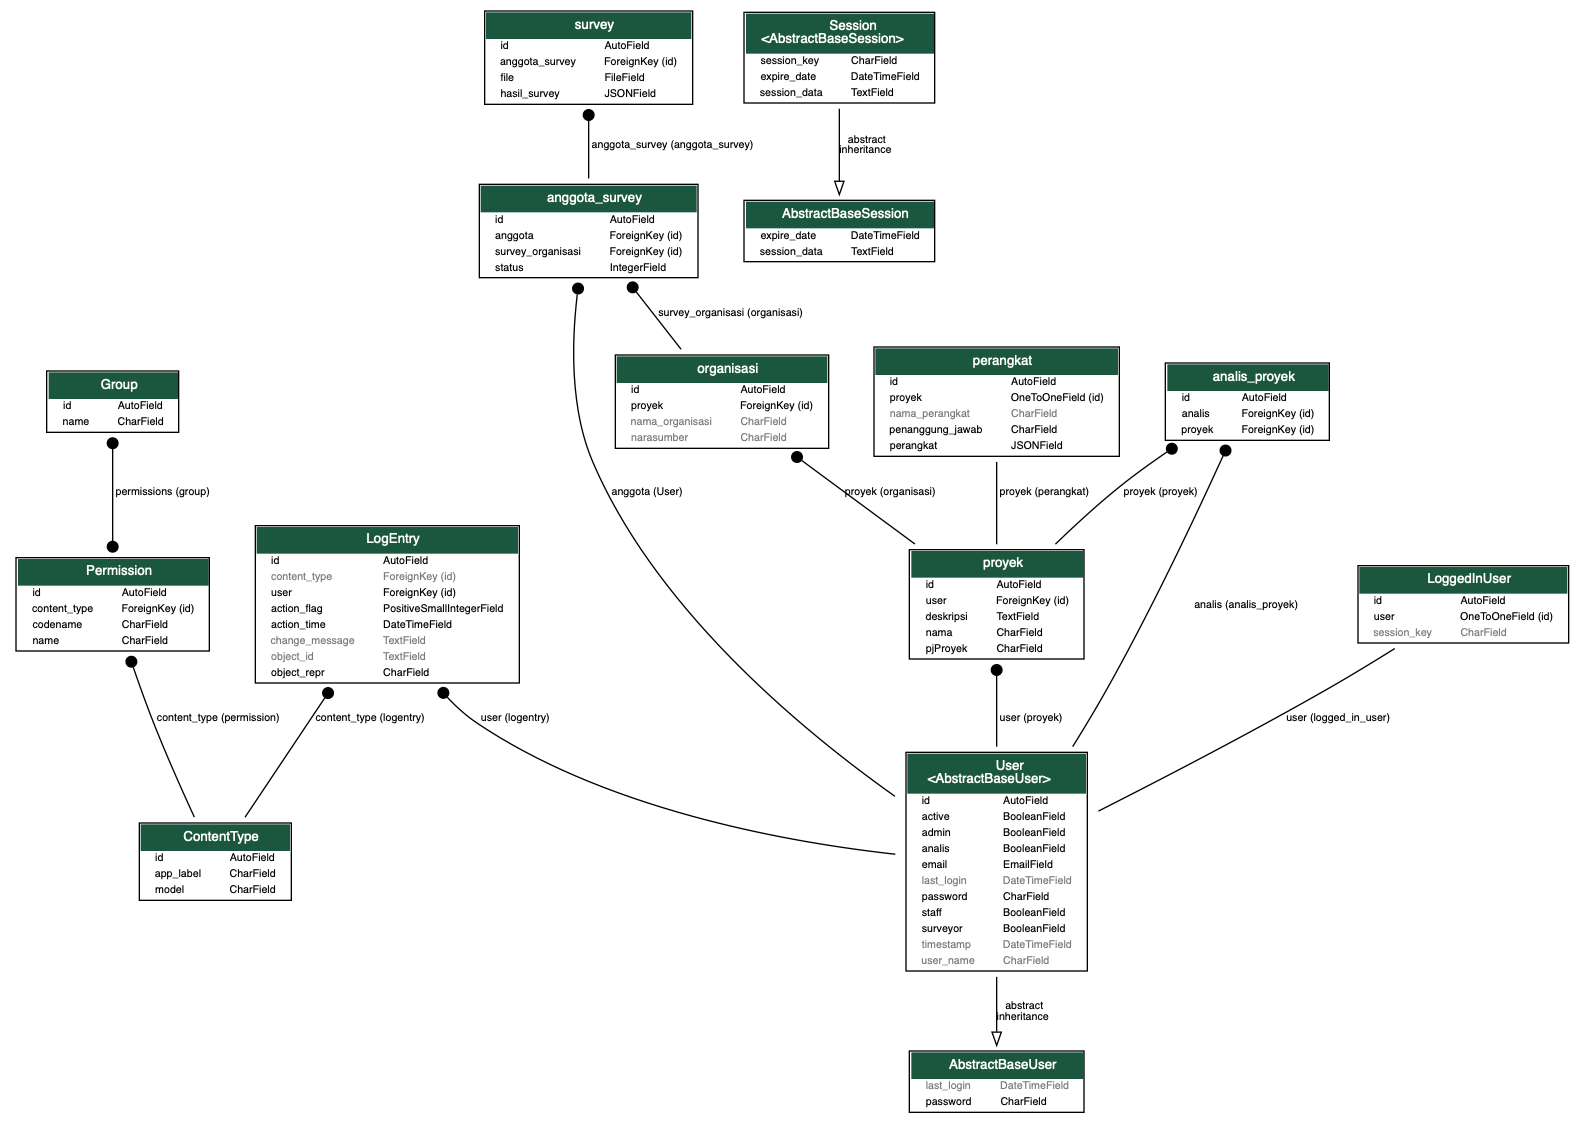 survey
id AutoField
anggota_survey ForeignKey (id)
file FileField
hasil_survey JSONField
Session
<AbstractBaseSession>
session_key CharField
expire_date DateTimeField
session_data TextField
anggota_survey (anggota_survey)
abstract
inheritance
anggota_survey
id AutoField
anggota ForeignKey (id)
survey_organisasi ForeignKey (id)
status IntegerField
AbstractBaseSession
expire_date DateTimeField
session_data TextField
survey_organisasi (organisasi)
organisasi
id AutoField
proyek ForeignKey (id)
nama_organisasi CharField
narasumber CharField
perangkat
id AutoField
proyek OneToOneField (id)
nama_perangkat CharField
penanggung_jawab CharField
perangkat JSONField
analis_proyek
id AutoField
analis ForeignKey (id)
proyek ForeignKey (id)
Group
id AutoField
name CharField
permissions (group)
anggota (User)
proyek (organisasi)
proyek (perangkat)
proyek (proyek)
LogEntry
id AutoField
content_type ForeignKey (id)
user ForeignKey (id)
action_flag PositiveSmallIntegerField
action_time DateTimeField
change_message TextField
object_id TextField
object_repr CharField
Permission
id AutoField
content_type ForeignKey (id)
codename CharField
name CharField
proyek
id AutoField
user ForeignKey (id)
deskripsi TextField
nama CharField
pjProyek CharField
LoggedInUser
id AutoField
user OneToOneField (id)
session_key CharField
analis (analis_proyek)
content_type (permission)
content_type (logentry)
user (logentry)
user (proyek)
user (logged_in_user)
User
<AbstractBaseUser>
id AutoField
active BooleanField
admin BooleanField
analis BooleanField
email EmailField
last_login DateTimeField
password CharField
staff BooleanField
surveyor BooleanField
timestamp DateTimeField
user_name CharField
ContentType
id AutoField
app_label CharField
model CharField
abstract
inheritance
AbstractBaseUser
last_login DateTimeField
password CharField